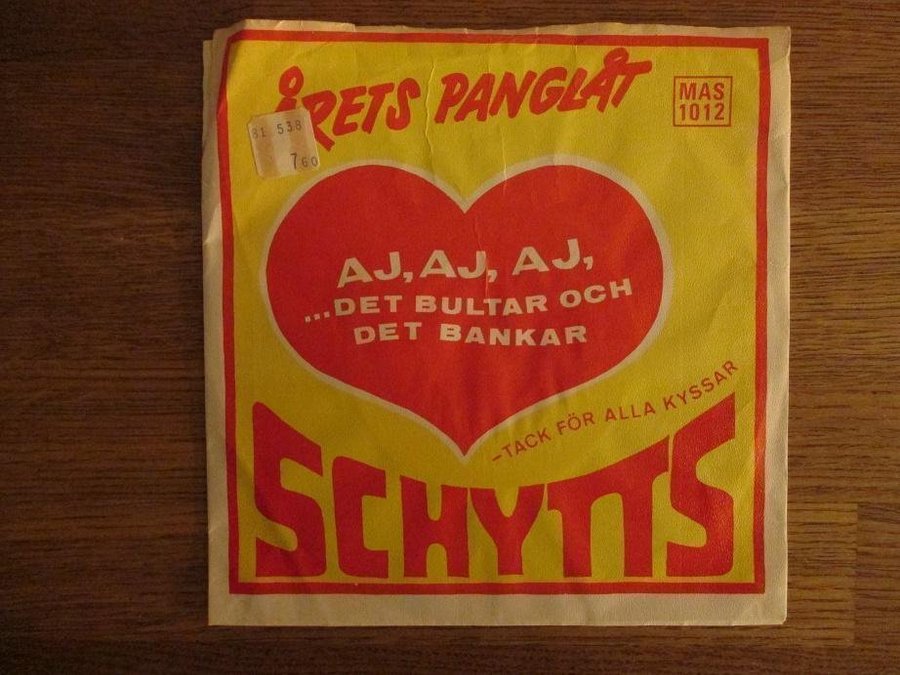 ÅRETS PANGLÅT
MAS
1012
81 538
7 60
AJ, AJ, AJ,
...DET BULTAR OCH
DET BANKAR
–TACK FÖR ALLA KYSSAR
SCHYTTS